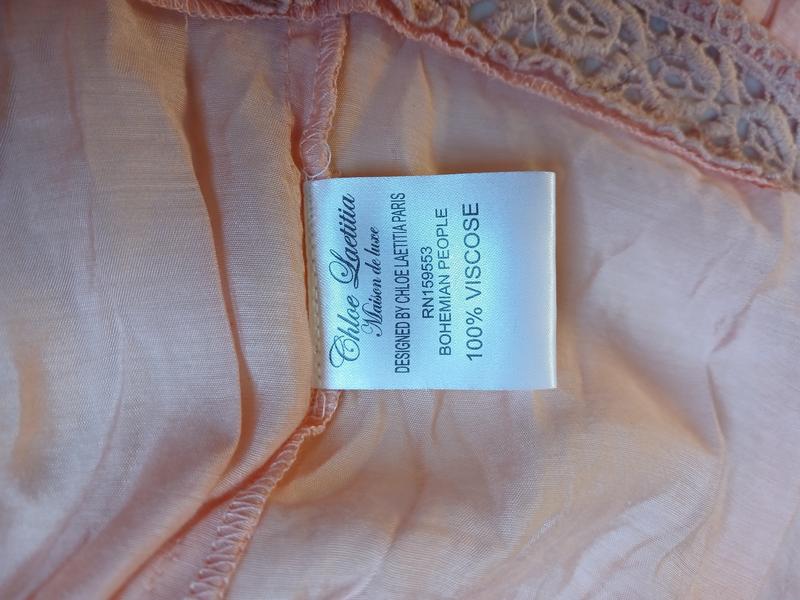 Chloe Laetitia
Maison de luxe
DESIGNED BY CHLOE LAETITIA PARIS
RN159553
BOHEMIAN PEOPLE
100% VISCOSE